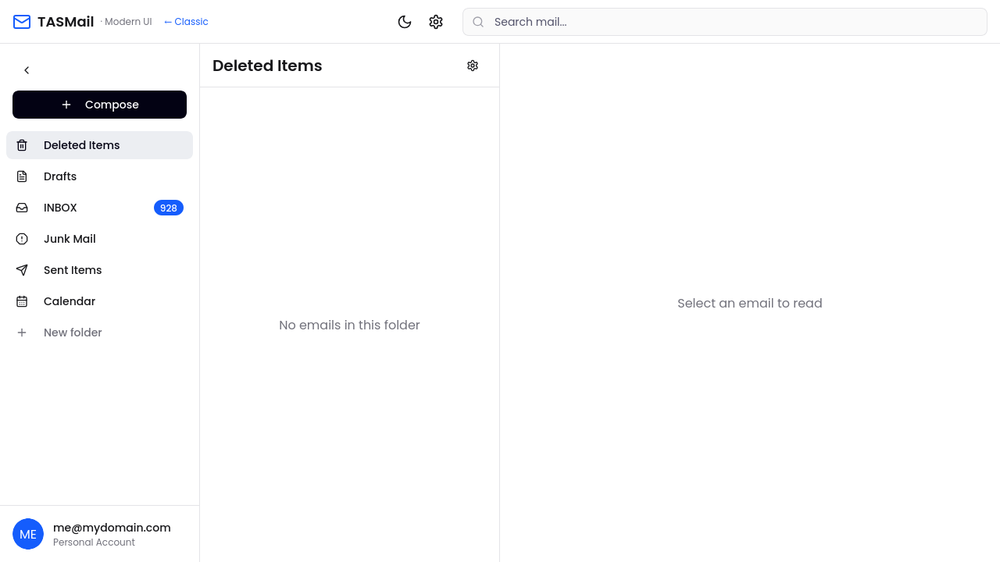 TASMail · Modern UI ← Classic
Search mail...
Compose
Deleted Items
Drafts
INBOX 928
Junk Mail
Sent Items
Calendar
New folder
ME
me@mydomain.com
Personal Account
Deleted Items
No emails in this folder
Select an email to read